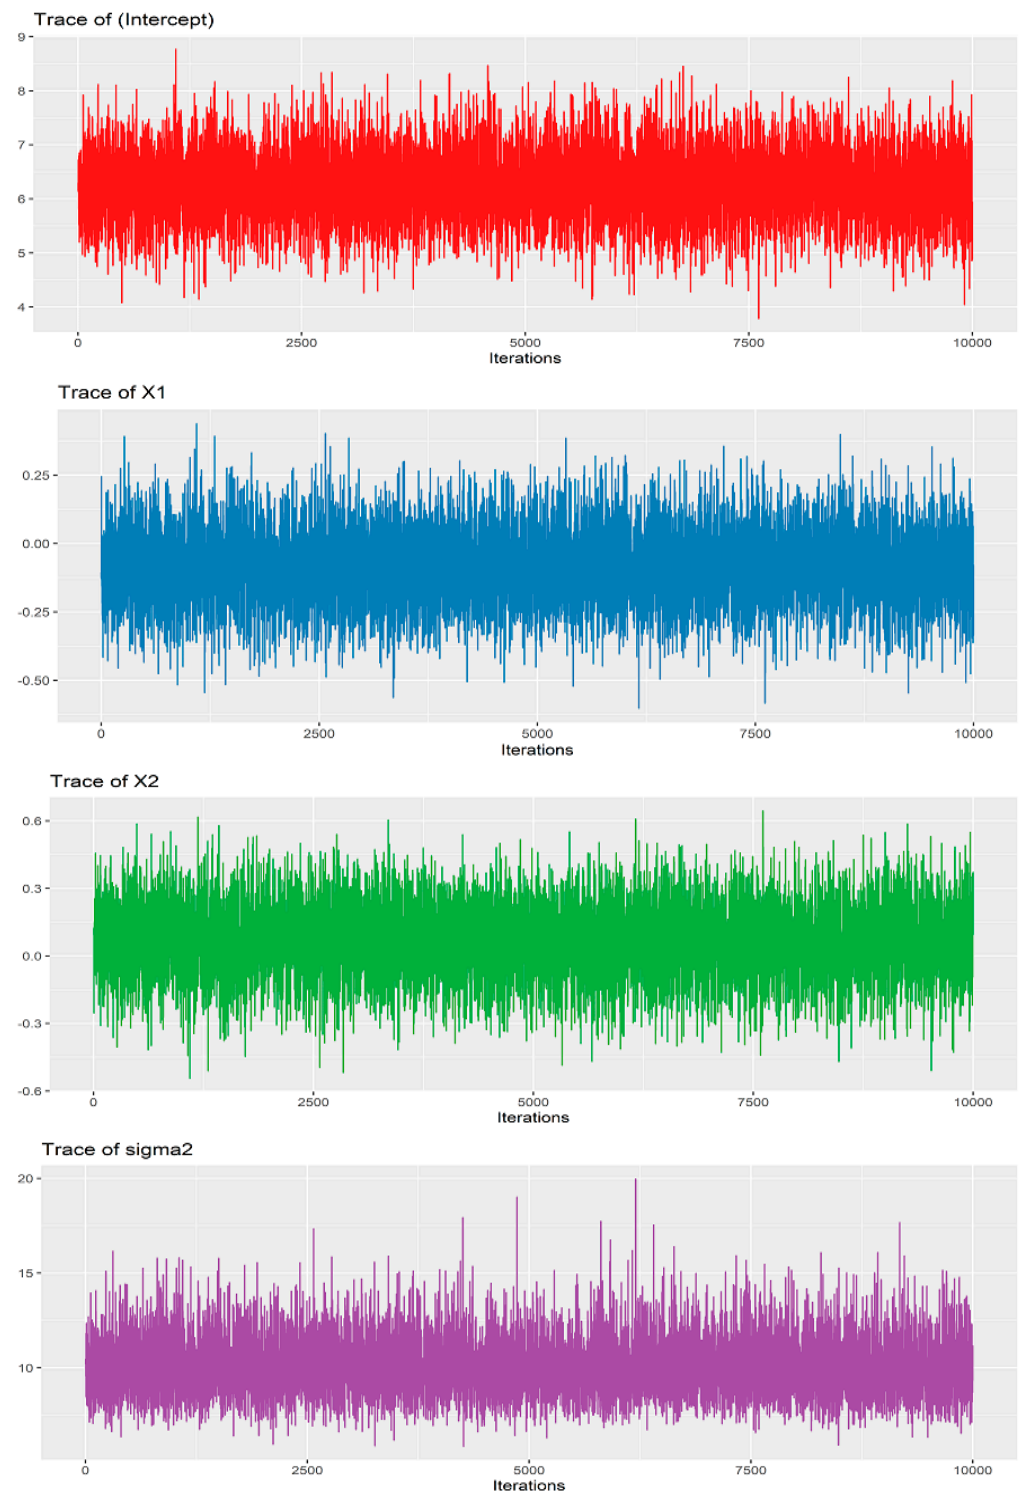 Trace of (Intercept)
9
8
7
6
5
4
0 2500 5000 7500 10000
Iterations
Trace of X1
0.25
0.00
-0.25
-0.50
0 2500 5000 7500 10000
Iterations
Trace of X2
0.6
0.3
0.0
-0.3
-0.6
0 2500 5000 7500 10000
Iterations
Trace of sigma2
20
15
10
0 2500 5000 7500 10000
Iterations